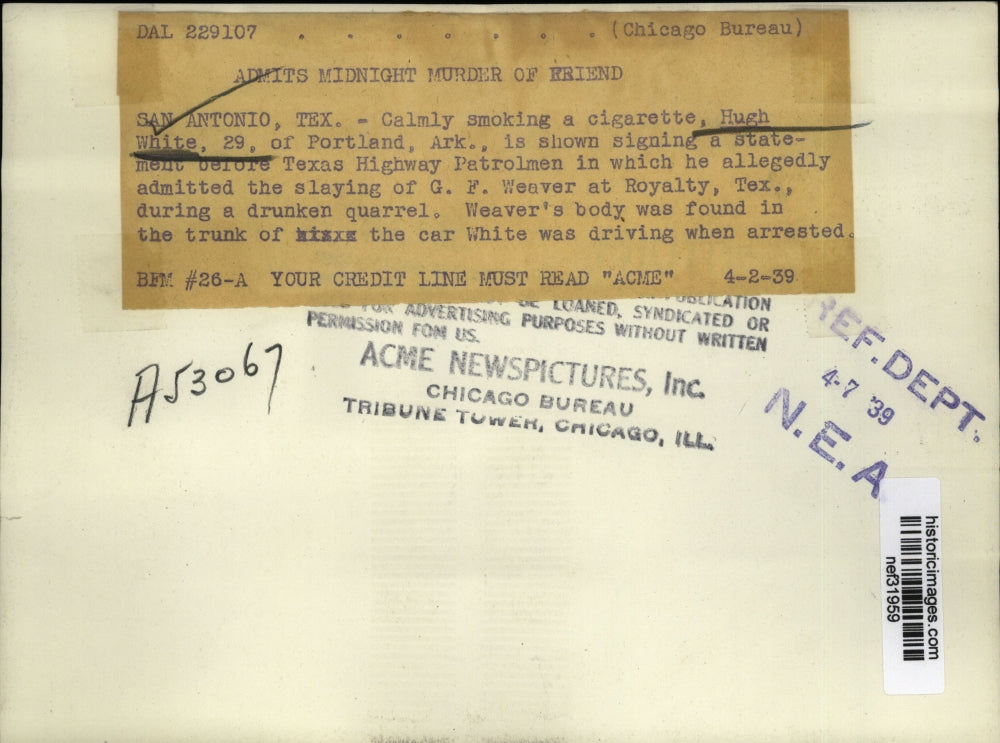 DAL 229107 . . . . . . . . (Chicago Bureau)
ADMITS MIDNIGHT MURDER OF FRIEND
SAN ANTONIO, TEX. - Calmly smoking a cigarette, Hugh
White, 29, of Portland, Ark., is shown signing a state-
ment before Texas Highway Patrolmen in which he allegedly
admitted the slaying of G. F. Weaver at Royalty, Tex.,
during a drunken quarrel. Weaver's body was found in
the trunk of the car White was driving when arrested.
BFM #26-A YOUR CREDIT LINE MUST READ "ACME" 4-2-39
PUBLICATION
BE LOANED, SYNDICATED OR
FOR ADVERTISING PURPOSES WITHOUT WRITTEN
PERMISSION FOM US.
ACME NEWSPICTURES, Inc.
CHICAGO BUREAU
TRIBUNE TOWER, CHICAGO, ILL.
A53067
REF. DEPT.
4-7 '39
N. E. A
historicimages.com
nef31959